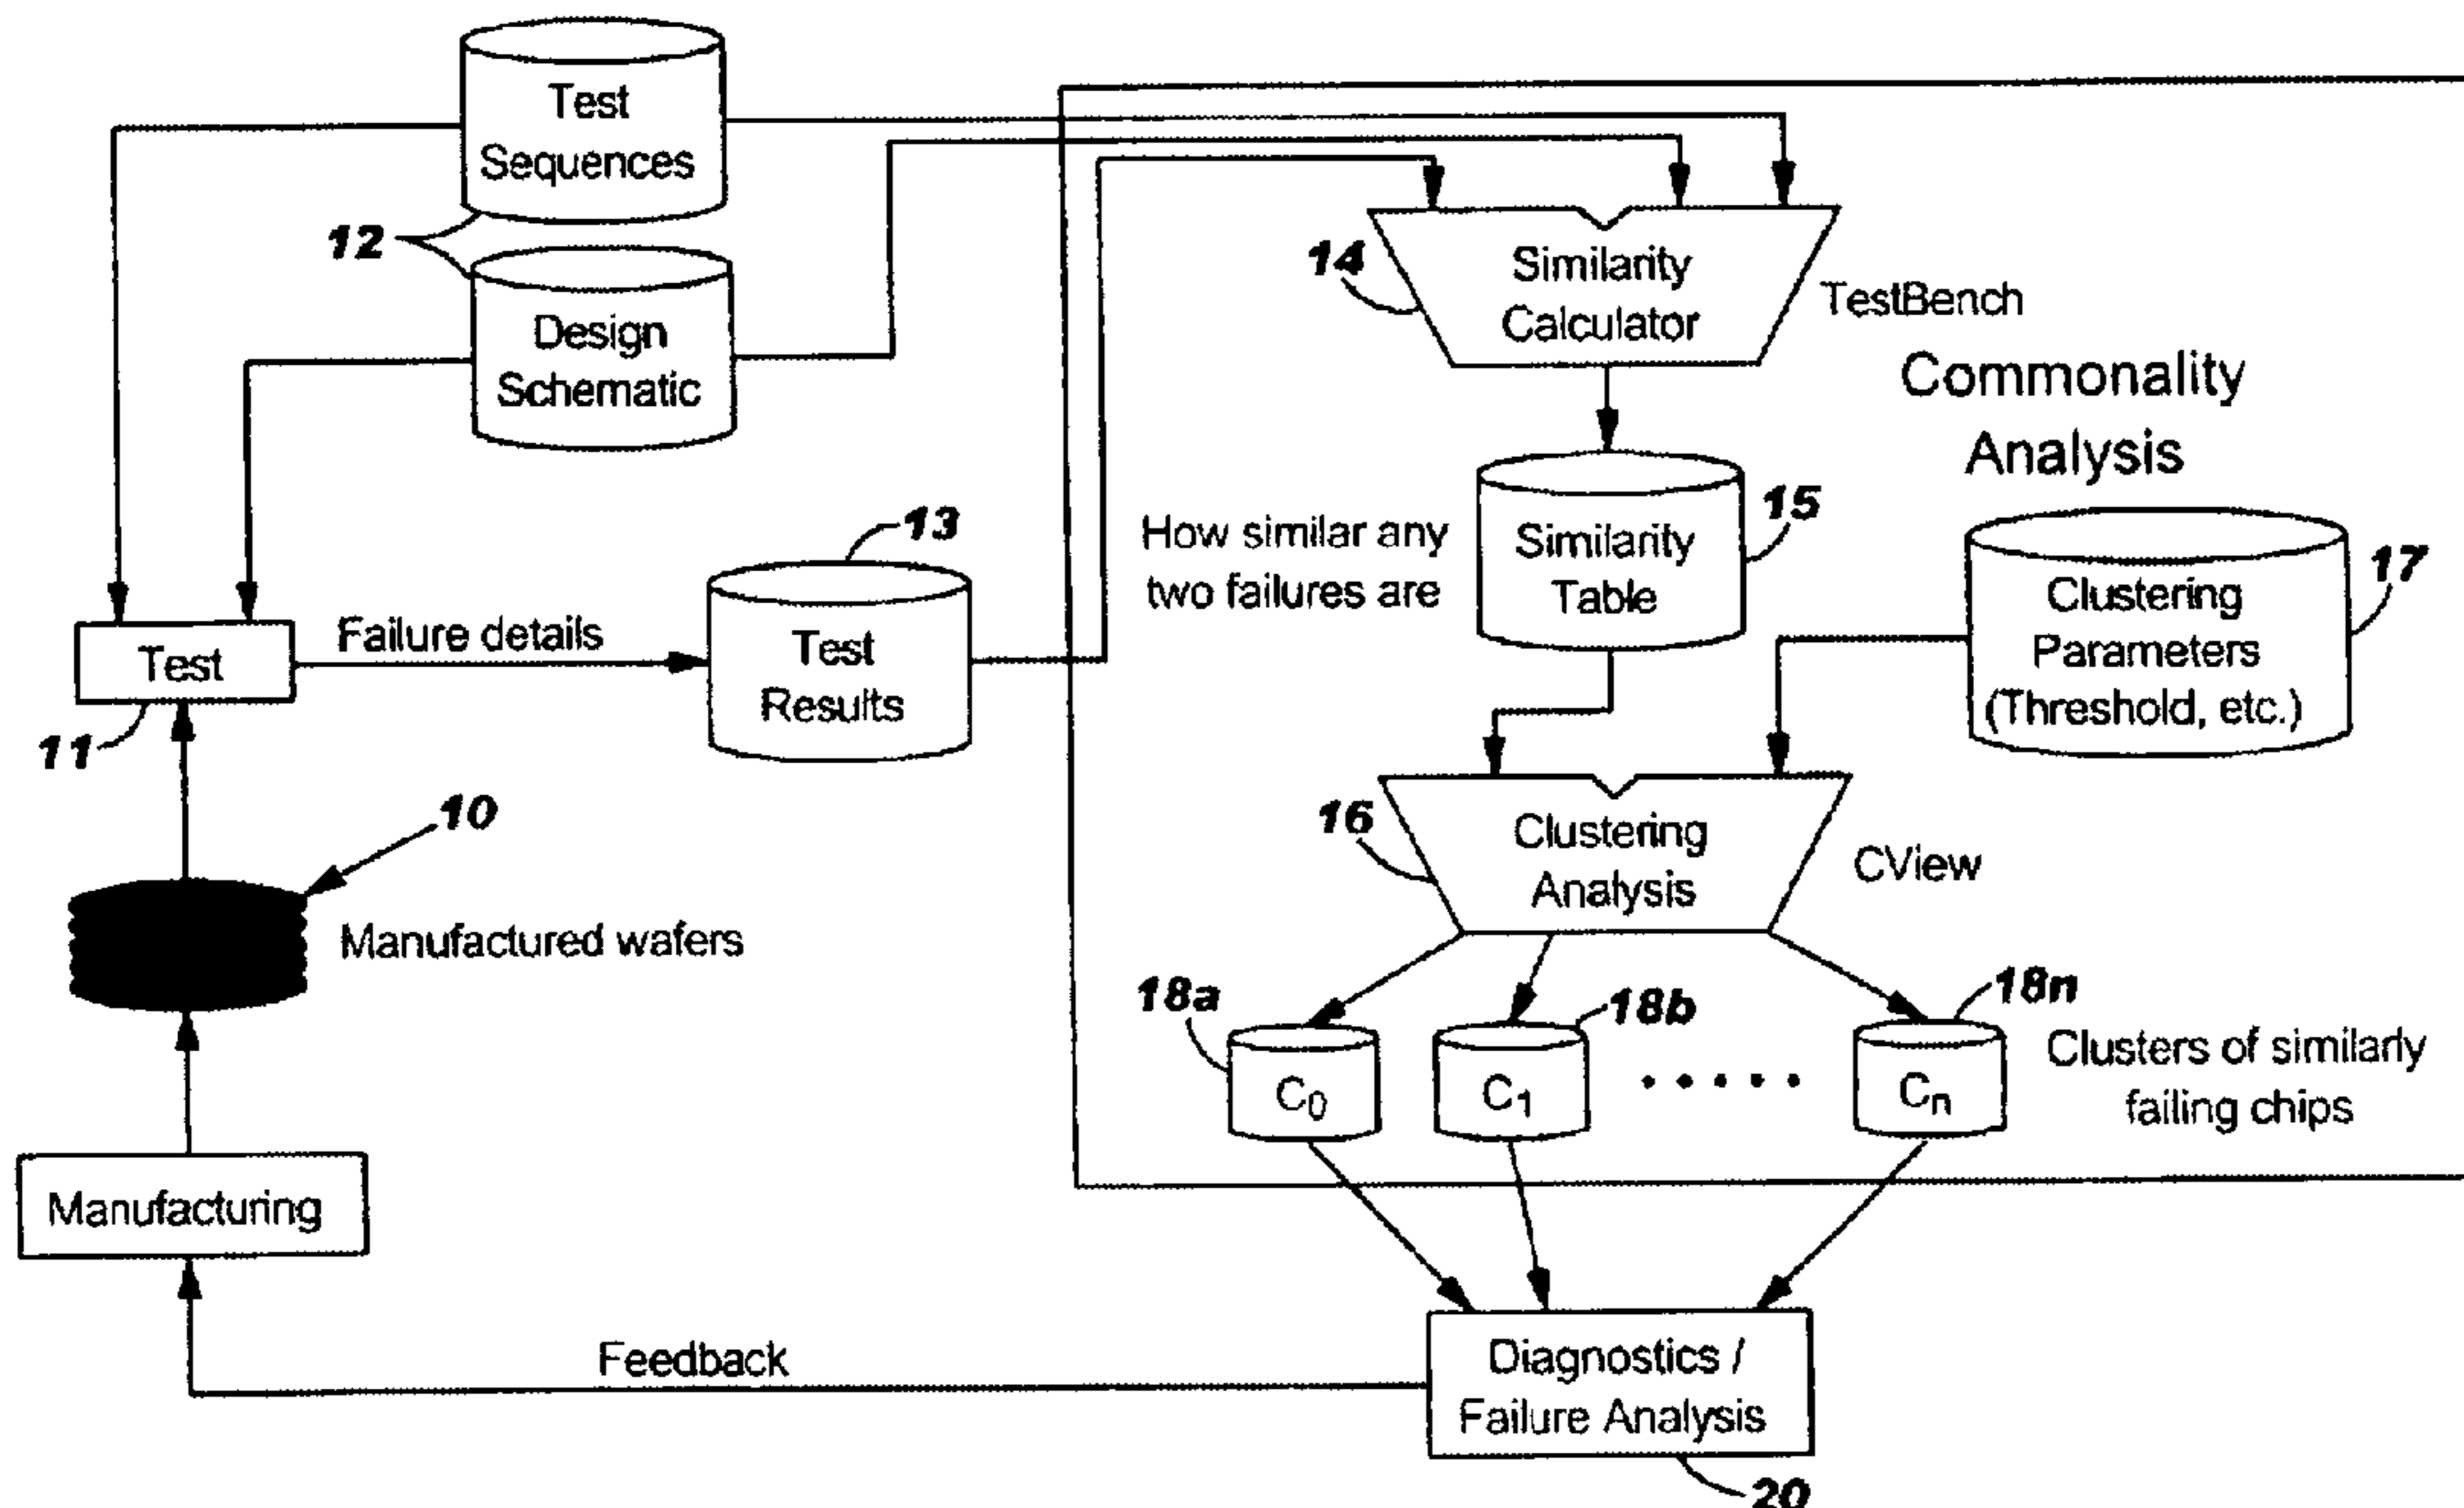 Test
Sequences
12
Design
Schematic
14
Similarity
Calculator
TestBench
Commonality
Analysis
13
How similar any
two failures are
Similarity
Table
15
Clustering
Parameters
(Threshold, etc.)
17
Test
Failure details
Test
Results
11
10
Manufactured wafers
16
Clustering
Analysis
CView
18a
18b
18n
C0
C1
.....
Cn
Clusters of similarly
failing chips
Manufacturing
Feedback
Diagnostics /
Failure Analysis
20